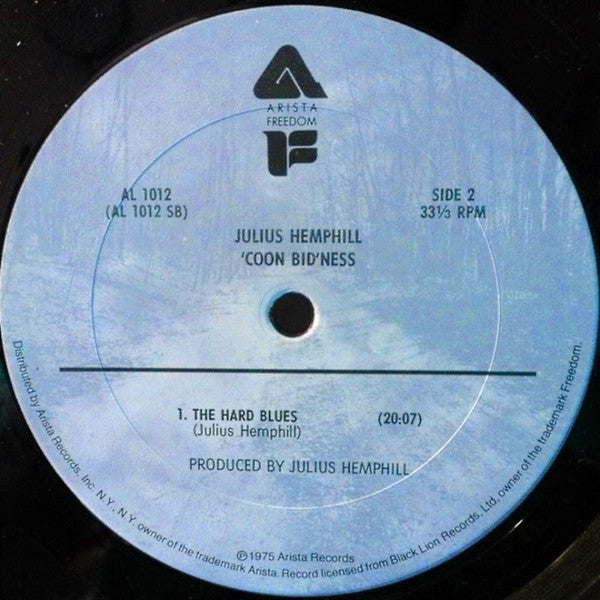 ARISTA
FREEDOM
AL 1012
(AL 1012 SB)
SIDE 2
33⅓ RPM
JULIUS HEMPHILL
'COON BID'NESS
1. THE HARD BLUES (20:07)
(Julius Hemphill)
PRODUCED BY JULIUS HEMPHILL
℗1975 Arista Records
Distributed by Arista Records, Inc. N.Y., N.Y. owner of the trademark Arista. Record licensed from Black Lion Records, Ltd. owner of the trademark Freedom.